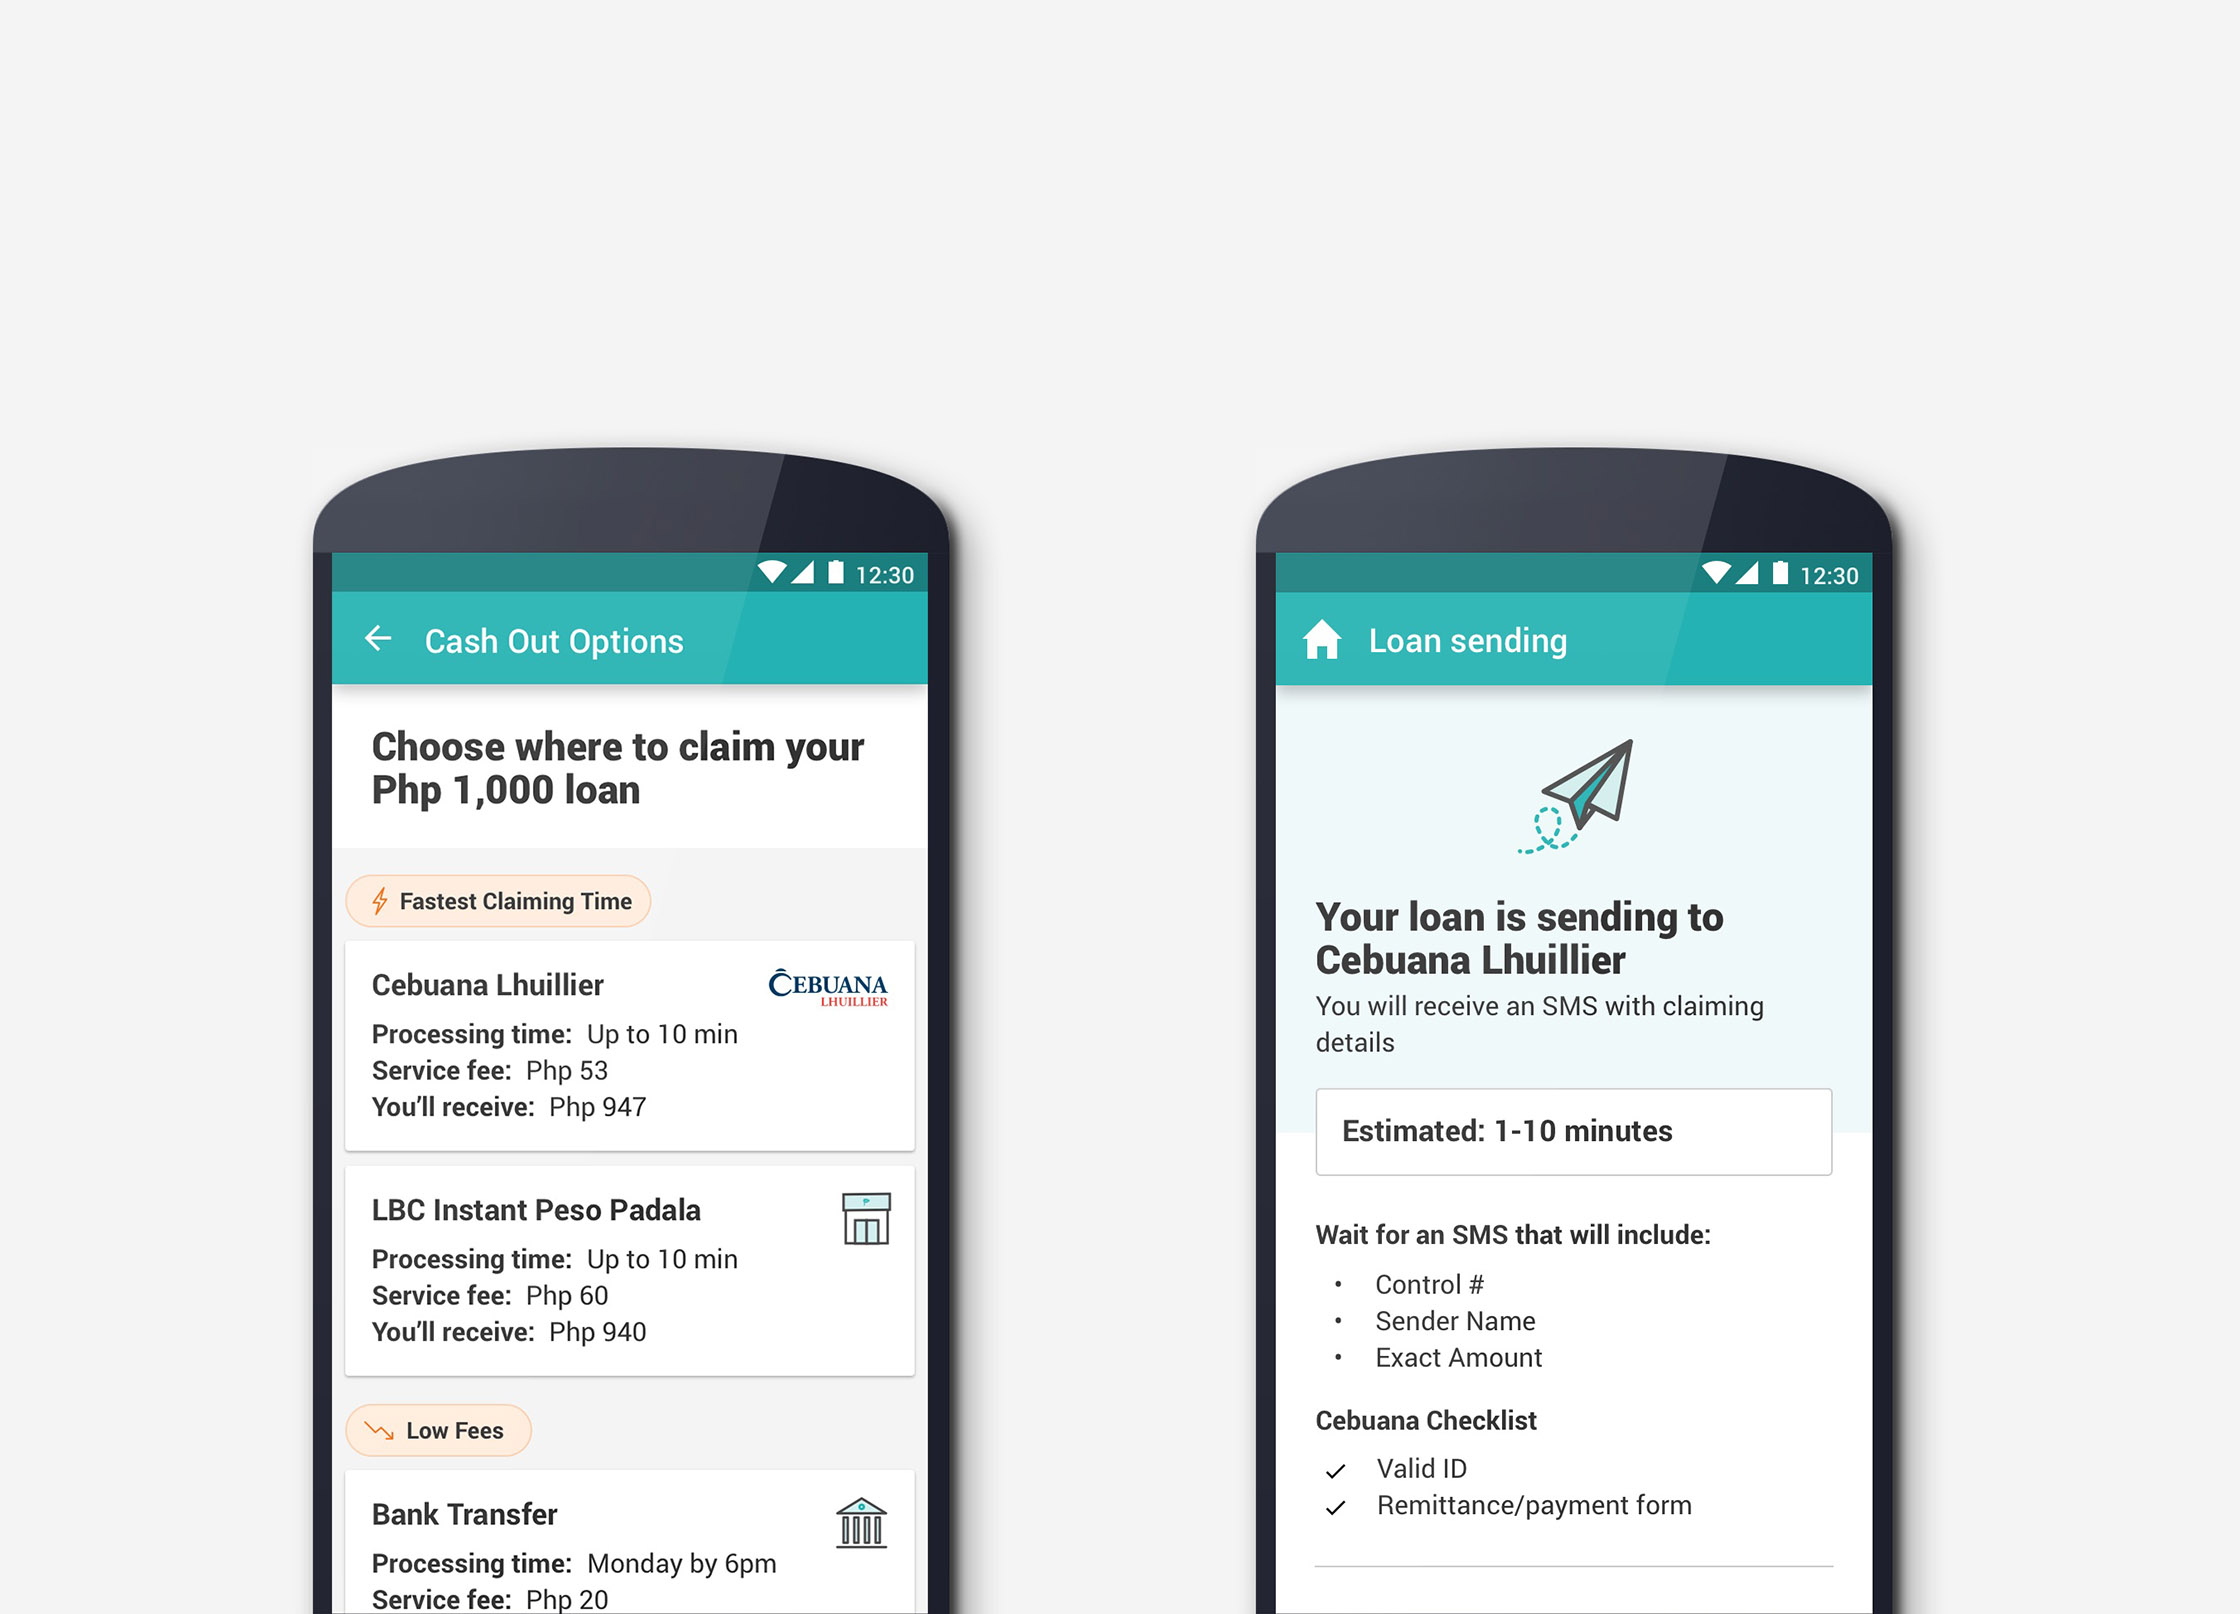 12:30
Cash Out Options
Choose where to claim your
Php 1,000 loan
Fastest Claiming Time
Cebuana Lhuillier
CEBUANA
LHUILLIER
Processing time: Up to 10 min
Service fee: Php 53
You'll receive: Php 947
LBC Instant Peso Padala
Processing time: Up to 10 min
Service fee: Php 60
You'll receive: Php 940
Low Fees
Bank Transfer
Processing time: Monday by 6pm
Service fee: Php 20
12:30
Loan sending
Your loan is sending to
Cebuana Lhuillier
You will receive an SMS with claiming
details
Estimated: 1-10 minutes
Wait for an SMS that will include:
• Control #
• Sender Name
• Exact Amount
Cebuana Checklist
✓ Valid ID
✓ Remittance/payment form